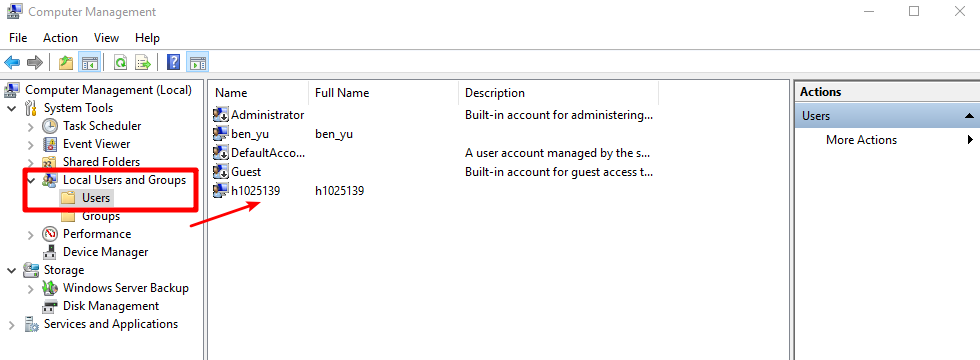 Computer Management
File Action View Help
Computer Management (Local)
System Tools
Task Scheduler
Event Viewer
Shared Folders
Local Users and Groups
Users
Groups
Performance
Device Manager
Storage
Windows Server Backup
Disk Management
Services and Applications
Name Full Name Description
Administrator Built-in account for administering...
ben_yu ben_yu
DefaultAcco... A user account managed by the s...
Guest Built-in account for guest access t...
h1025139 h1025139
Actions
Users
More Actions